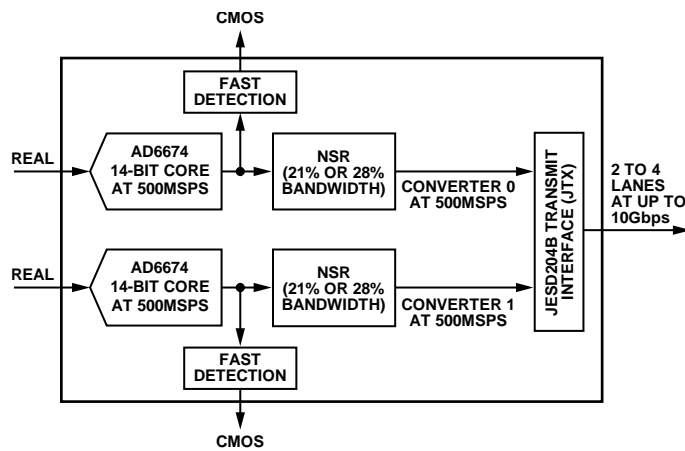 CMOS
FAST
DETECTION
REAL
AD6674
14-BIT CORE
AT 500MSPS
NSR
(21% OR 28%
BANDWIDTH)
CONVERTER 0
AT 500MSPS
JESD204B TRANSMIT
INTERFACE (JTX)
2 TO 4
LANES
AT UP TO
10Gbps
REAL
AD6674
14-BIT CORE
AT 500MSPS
NSR
(21% OR 28%
BANDWIDTH)
CONVERTER 1
AT 500MSPS
FAST
DETECTION
CMOS